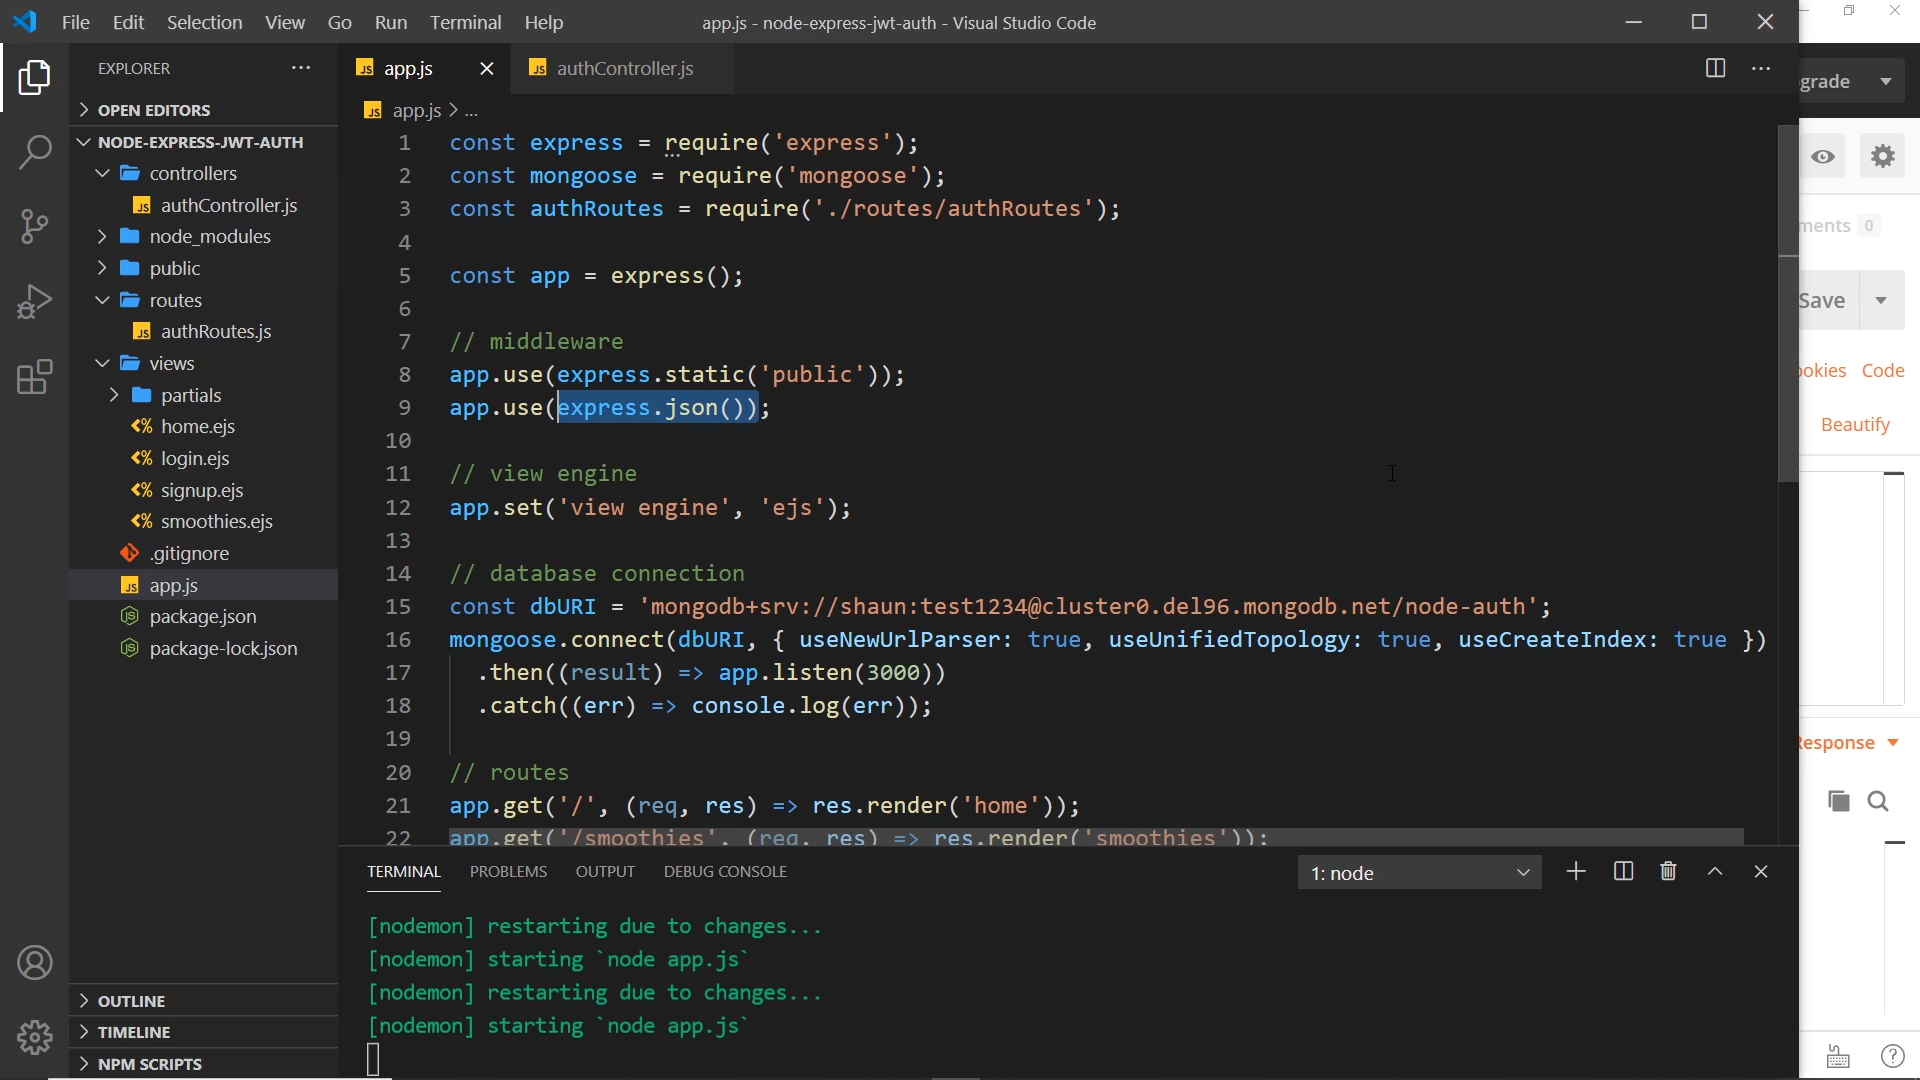 File Edit Selection View Go Run Terminal Help
app.js - node-express-jwt-auth - Visual Studio Code
EXPLORER
OPEN EDITORS
NODE-EXPRESS-JWT-AUTH
controllers
JS authController.js
node_modules
public
routes
JS authRoutes.js
views
partials
<% home.ejs
<% login.ejs
<% signup.ejs
<% smoothies.ejs
.gitignore
JS app.js
package.json
package-lock.json
OUTLINE
TIMELINE
NPM SCRIPTS
JS app.js
JS authController.js
JS app.js > ...
1 const express = require('express');
2 const mongoose = require('mongoose');
3 const authRoutes = require('./routes/authRoutes');
4
5 const app = express();
6
7 // middleware
8 app.use(express.static('public'));
9 app.use(express.json());
10
11 // view engine
12 app.set('view engine', 'ejs');
13
14 // database connection
15 const dbURI = 'mongodb+srv://shaun:test1234@cluster0.del96.mongodb.net/node-auth';
16 mongoose.connect(dbURI, { useNewUrlParser: true, useUnifiedTopology: true, useCreateIndex: true })
17 .then((result) => app.listen(3000))
18 .catch((err) => console.log(err));
19
20 // routes
21 app.get('/', (req, res) => res.render('home'));
22 app.get('/smoothies', (req, res) => res.render('smoothies'));
TERMINAL PROBLEMS OUTPUT DEBUG CONSOLE
1: node
[nodemon] restarting due to changes...
[nodemon] starting `node app.js`
[nodemon] restarting due to changes...
[nodemon] starting `node app.js`
grade
ments 0
Save
ookies Code
Beautify
Response